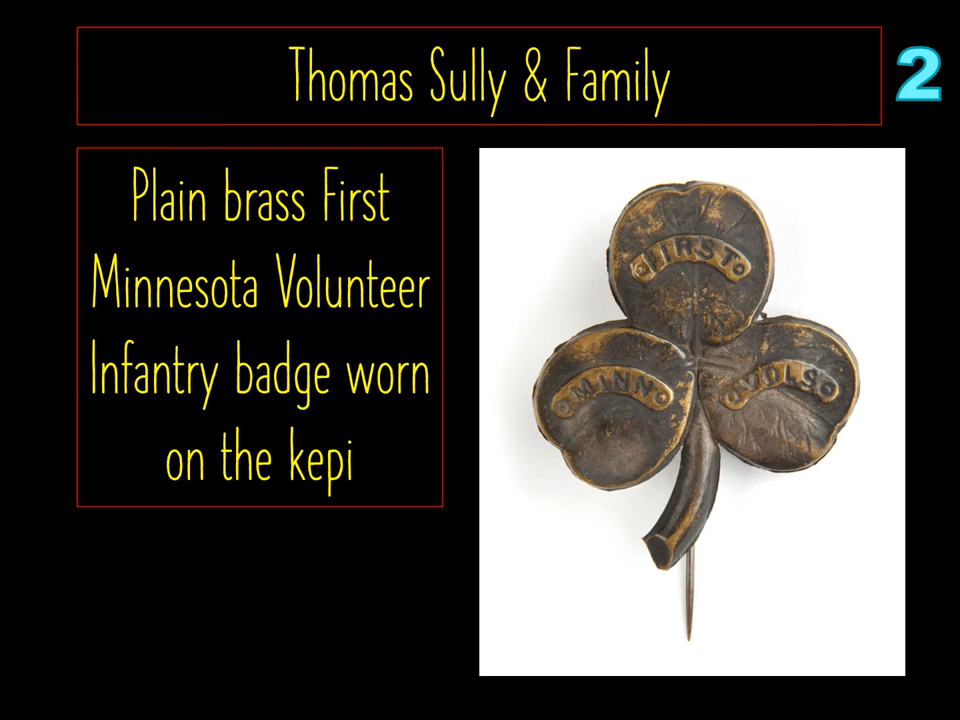 Thomas Sully & Family
2
Plain brass First
Minnesota Volunteer
Infantry badge worn
on the kepi
FIRST
MINN
VOLS